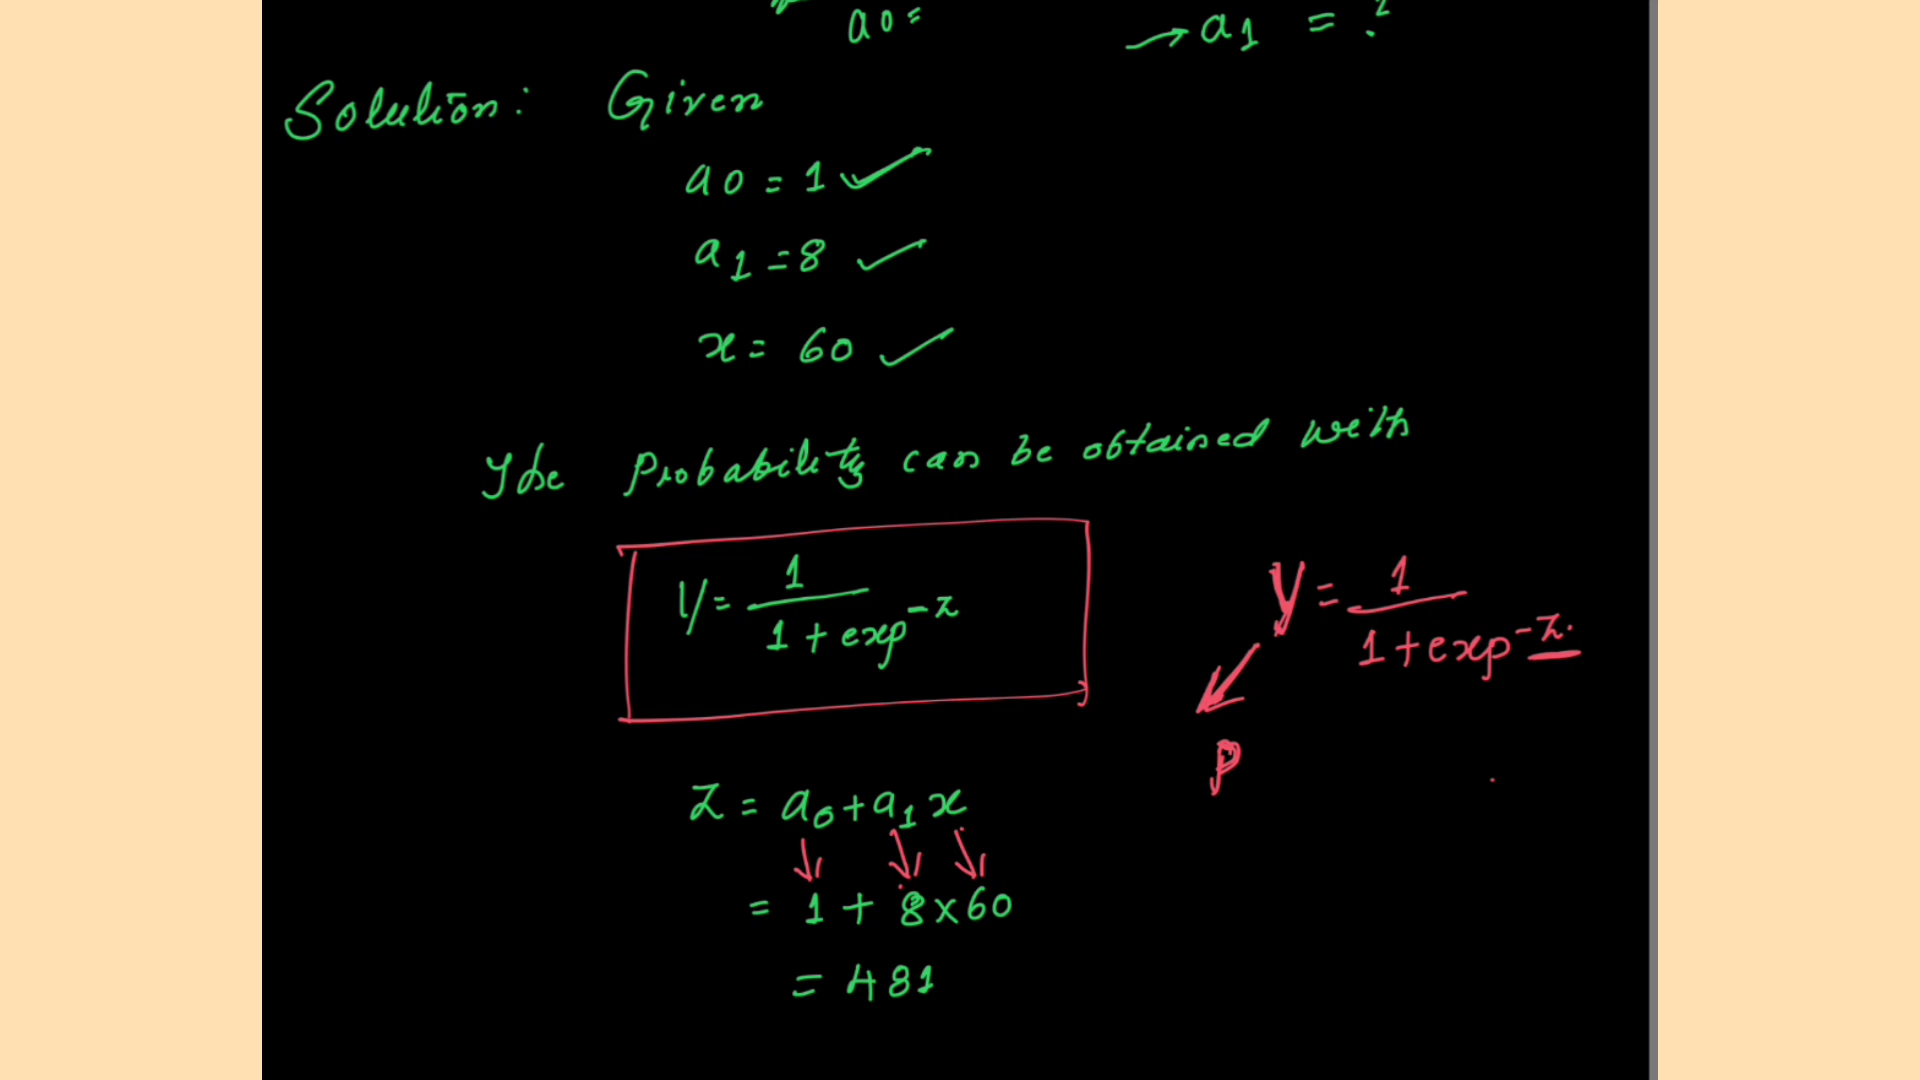 a0=
→a1 = ?
Solution: Given
a0 = 1 ✓
a1 = 8 ✓
x = 60 ✓
The Probability can be obtained with
y = 1 / 1 + exp^-z
y = 1 / 1 + exp^-z.
P
Z = a0 + a1 x
= 1 + 8 x 60
= 481